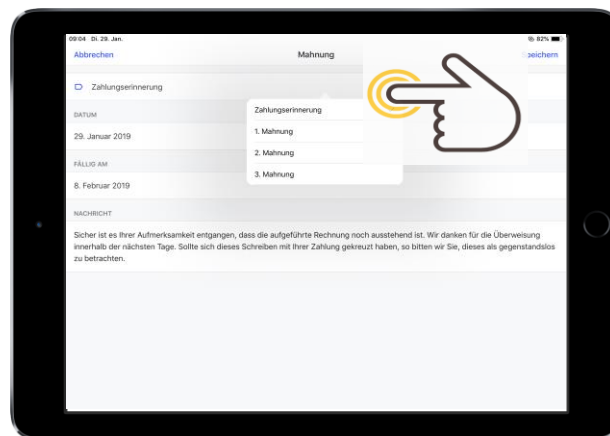 09:04 Di. 29. Jan.
82%
Abbrechen
Mahnung
Speichern
Zahlungserinnerung
DATUM
29. Januar 2019
FÄLLIG AM
8. Februar 2019
NACHRICHT
Sicher ist es Ihrer Aufmerksamkeit entgangen, dass die aufgeführte Rechnung noch ausstehend ist. Wir danken für die Überweisung
innerhalb der nächsten Tage. Sollte sich dieses Schreiben mit Ihrer Zahlung gekreuzt haben, so bitten wir Sie, dieses als gegenstandslos
zu betrachten.
Zahlungserinnerung
1. Mahnung
2. Mahnung
3. Mahnung